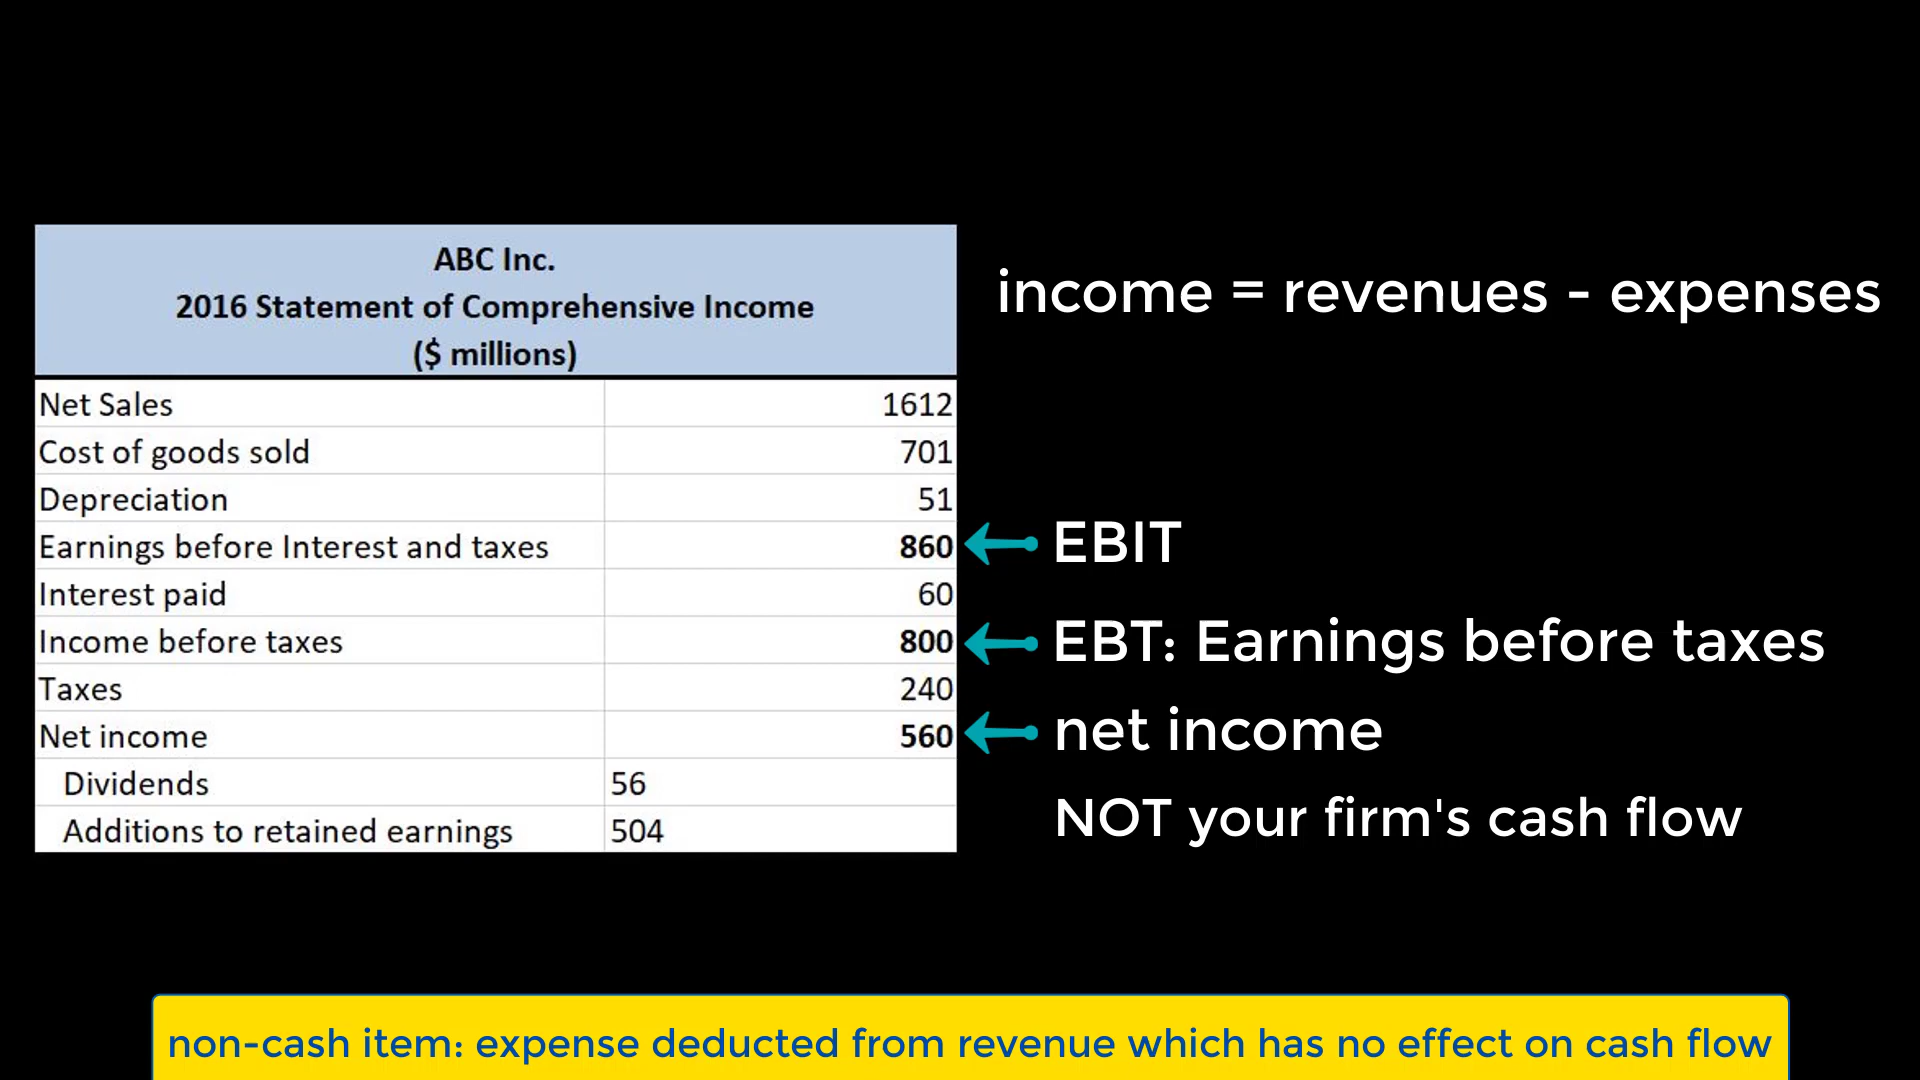 ABC Inc.
2016 Statement of Comprehensive Income
($ millions)
income = revenues - expenses
Net Sales 1612
Cost of goods sold 701
Depreciation 51
Earnings before Interest and taxes 860
EBIT
Interest paid 60
Income before taxes 800
EBT: Earnings before taxes
Taxes 240
Net income 560
net income
Dividends 56
NOT your firm's cash flow
Additions to retained earnings 504
non-cash item: expense deducted from revenue which has no effect on cash flow